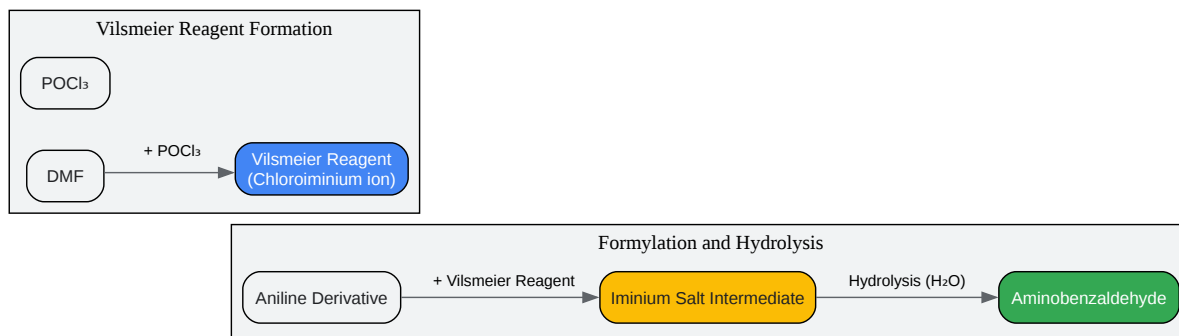 Vilsmeier Reagent Formation
POCl₃
DMF
+ POCl₃
Vilsmeier Reagent
(Chloroiminium ion)
Formylation and Hydrolysis
Aniline Derivative
+ Vilsmeier Reagent
Iminium Salt Intermediate
Hydrolysis (H₂O)
Aminobenzaldehyde